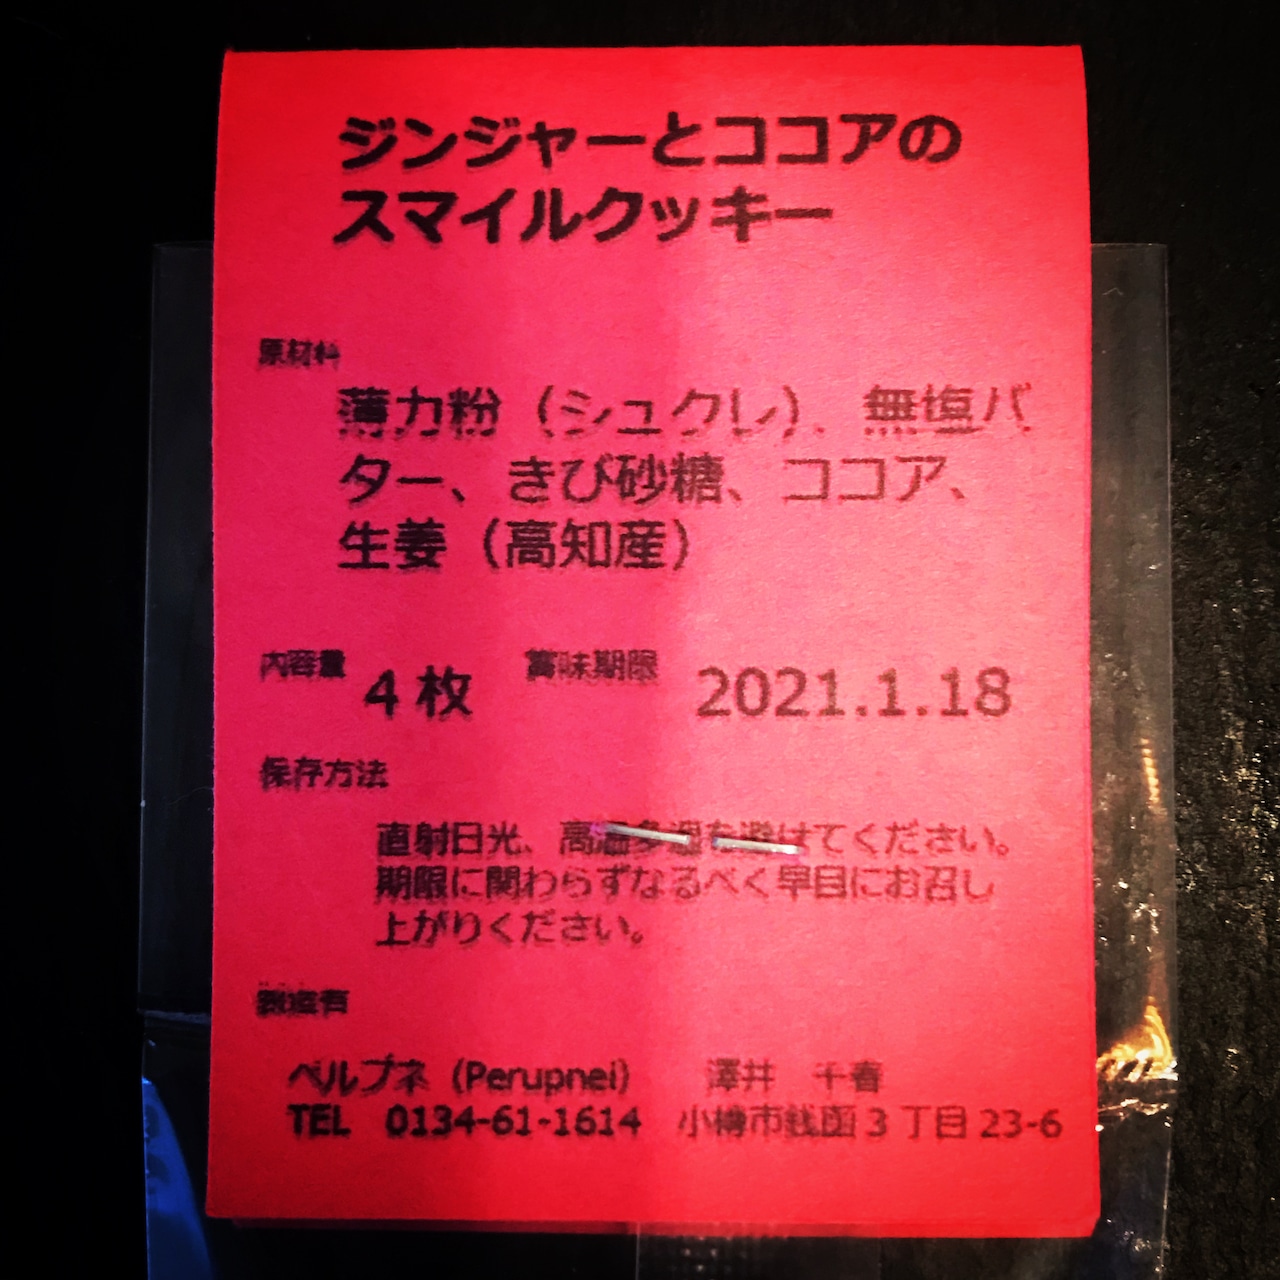 ジンジャーとココアの
スマイルクッキー
原材料
薄力粉（シュクレ）、無塩バ
ター、きび砂糖、ココア、
生姜（高知産）
内容量 4枚 賞味期限 2021.1.18
保存方法
直射日光、高温多湿を避けてください。
期限に関わらずなるべく早目にお召し
上がりください。
製造者
ペルプネ（Perupnei） 澤井 千春
TEL 0134-61-1614 小樽市銭函3丁目23-6